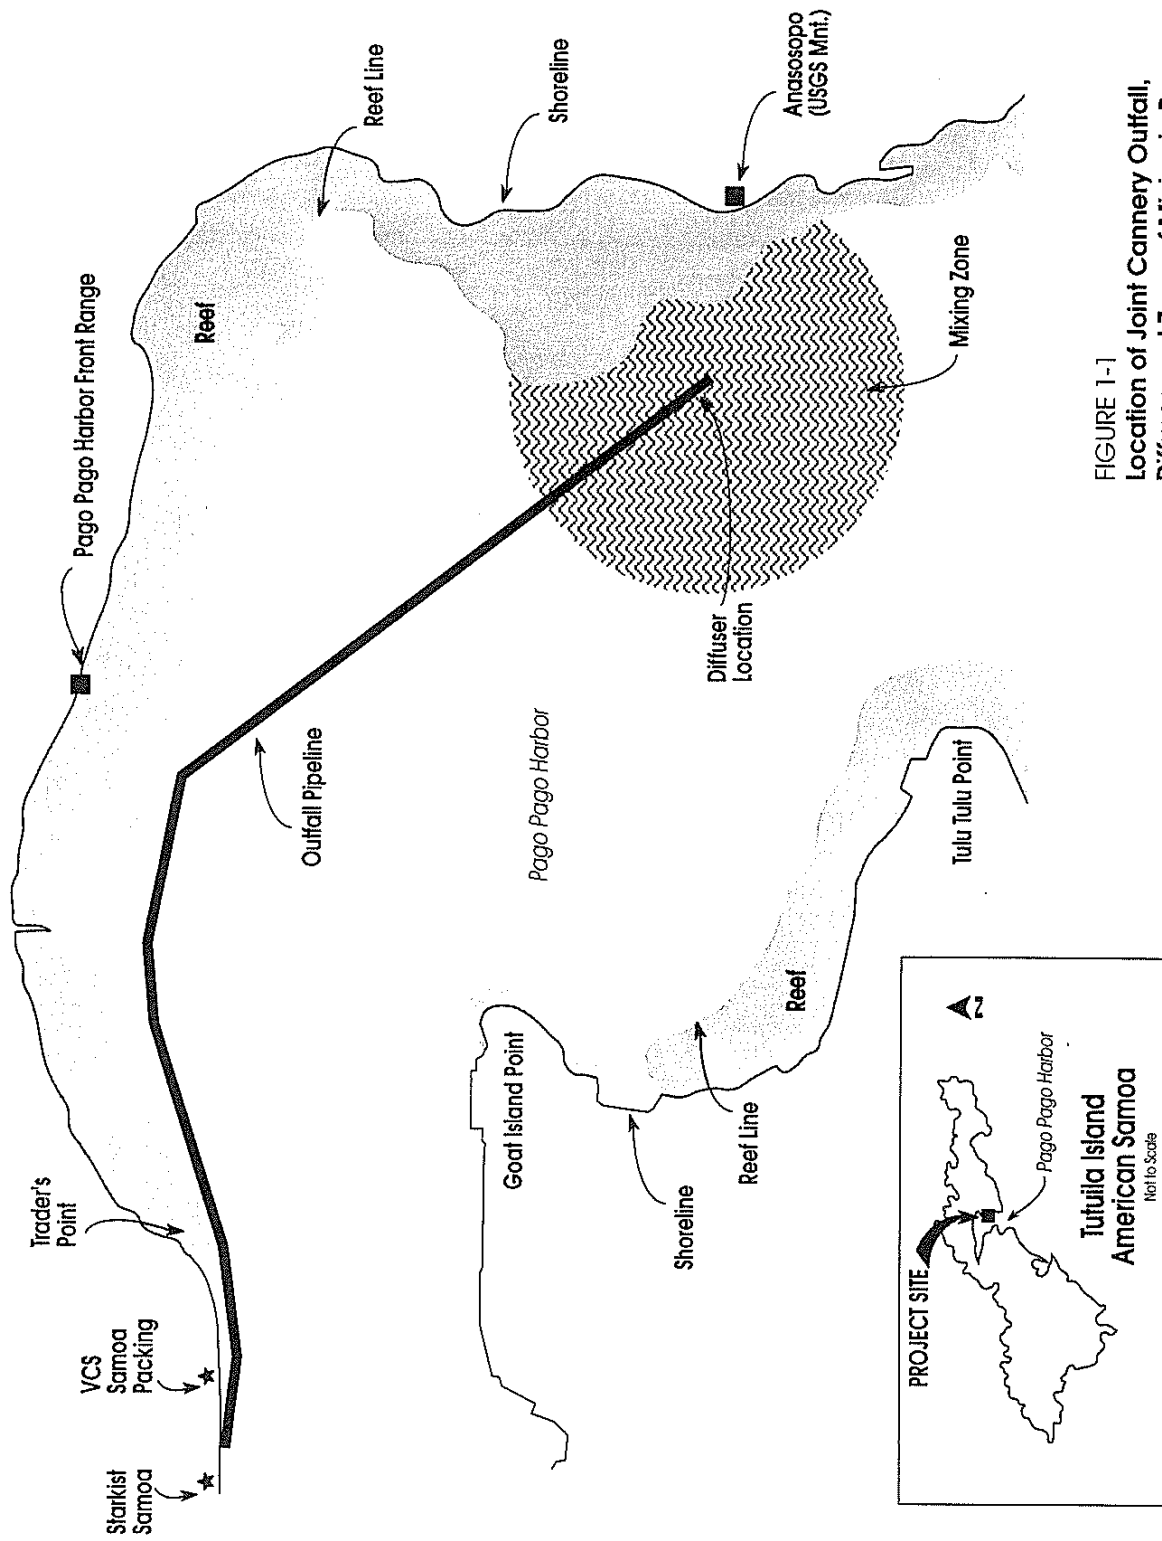 Starkist
Samoa
VCS
Samoa
Packing
Trader's
Point
Pago Pago Harbor Front Range
Reef
Reef Line
Shoreline
Anasosopo
(USGS Mnt.)
Outfall Pipeline
Pago Pago Harbor
Diffuser
Location
Mixing Zone
Goat Island Point
Shoreline
Reef Line
Reef
Tulu Tulu Point
PROJECT SITE
N
Pago Pago Harbor
Tutuila Island
American Samoa
Not to Scale
FIGURE 1-1
Location of Joint Cannery Outfall,